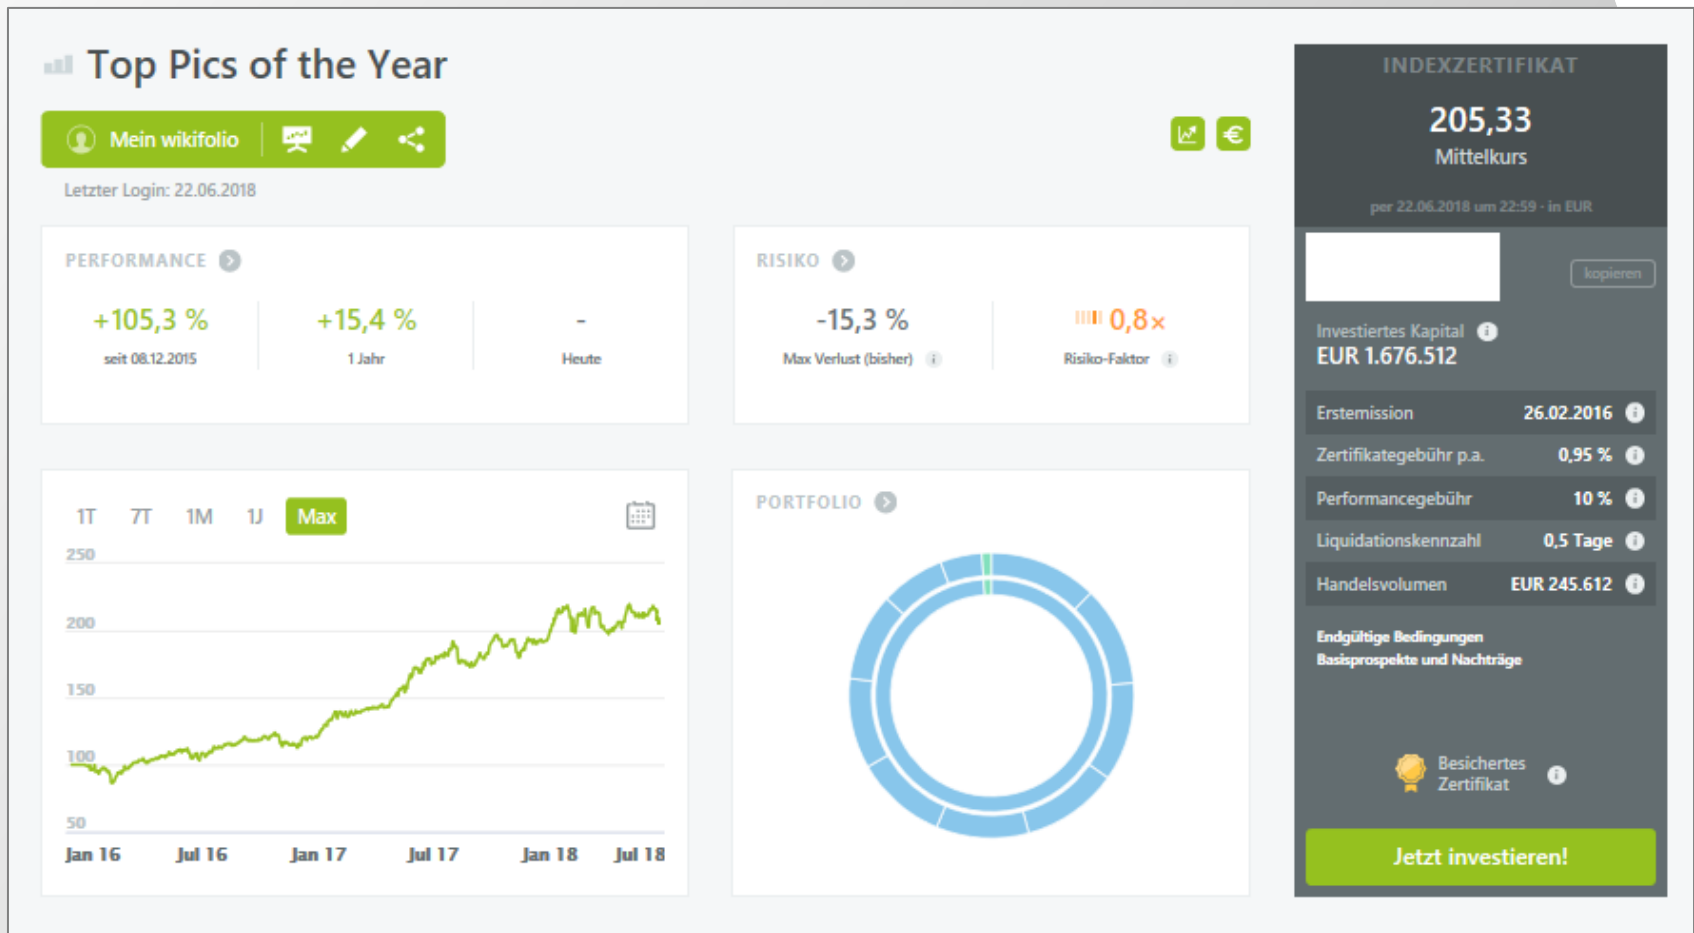 Top Pics of the Year
Mein wikifolio
Letzter Login: 22.06.2018
PERFORMANCE
+105,3 %
seit 08.12.2015
+15,4 %
1 Jahr
-
Heute
RISIKO
-15,3 %
Max Verlust (bisher)
0,8×
Risiko-Faktor
1T 7T 1M 1J Max
250
200
150
100
50
Jan 16 Jul 16 Jan 17 Jul 17 Jan 18 Jul 18
PORTFOLIO
INDEXZERTIFIKAT
205,33
Mittelkurs
per 22.06.2018 um 22:59 - in EUR
kopieren
Investiertes Kapital
EUR 1.676.512
Erstemission 26.02.2016
Zertifikategebühr p.a. 0,95 %
Performancegebühr 10 %
Liquidationskennzahl 0,5 Tage
Handelsvolumen EUR 245.612
Endgültige Bedingungen
Basisprospekte und Nachträge
Besichertes
Zertifikat
Jetzt investieren!